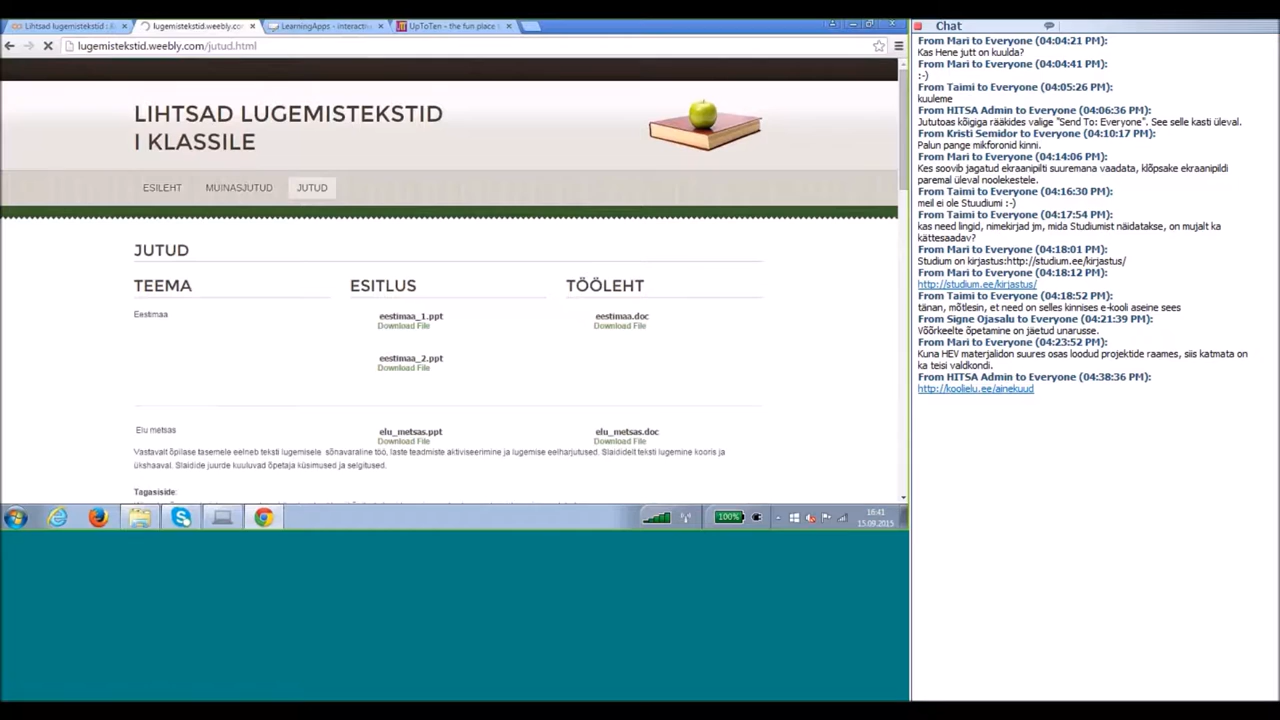 Lihtsad lugemistekstid :
lugemistekstid.weebly.com/
LearningApps - interactive
UpToTen - the fun place t
lugemistekstid.weebly.com/jutud.html
LIHTSAD LUGEMISTEKSTID
I KLASSILE
ESILEHT MUINASJUTUD JUTUD
JUTUD
TEEMA ESITLUS TÖÖLEHT
Eestimaa eestimaa_1.ppt eestimaa.doc
Download File Download File
eestimaa_2.ppt
Download File
Elu metsas elu_metsas.ppt elu_metsas.doc
Download File Download File
Vastavalt õpilase tasemele eelneb teksti lugemisele sõnavaraline töö, laste teadmiste aktiviseerimine ja lugemise eelharjutused. Slaididelt teksti lugemine kooris ja
ükshaaval. Slaidide juurde kuuluvad õpetaja küsimused ja selgitused.
Tagasiside:
100%
16:41
15.09.2015
Chat
From Mari to Everyone (04:04:21 PM):
Kas Hene jutt on kuulda?
From Mari to Everyone (04:04:41 PM):
:-)
From Taimi to Everyone (04:05:26 PM):
kuuleme
From HITSA Admin to Everyone (04:06:36 PM):
Jututoas kõigiga rääkides valige "Send To: Everyone". See selle kasti üleval.
From Kristi Semidor to Everyone (04:10:17 PM):
Palun pange mikforonid kinni.
From Mari to Everyone (04:14:06 PM):
Kes soovib jagatud ekraanipilti suuremana vaadata, klõpsake ekraanipildi
paremal üleval noolekestele.
From Taimi to Everyone (04:16:30 PM):
meil ei ole Stuudiumi :-)
From Taimi to Everyone (04:17:54 PM):
kas need lingid, nimekirjad jm, mida Studiumist näidatakse, on mujalt ka
kättesaadav?
From Mari to Everyone (04:18:01 PM):
Studium on kirjastus:http://studium.ee/kirjastus/
From Mari to Everyone (04:18:12 PM):
http://studium.ee/kirjastus/
From Taimi to Everyone (04:18:52 PM):
tänan, mõtlesin, et need on selles kinnises e-kooli aseine sees
From Signe Ojasalu to Everyone (04:21:39 PM):
Võõrkeelte õpetamine on jäetud unarusse.
From Mari to Everyone (04:23:52 PM):
Kuna HEV materjalidon suures osas loodud projektide raames, siis katmata on
ka teisi valdkondi.
From HITSA Admin to Everyone (04:38:36 PM):
http://koolielu.ee/ainekuud